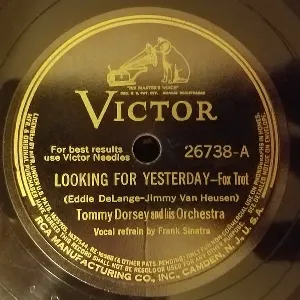 "HIS MASTER'S VOICE"
VICTOR
For best results
use Victor Needles
26738-A
LOOKING FOR YESTERDAY—Fox Trot
(Eddie DeLange-Jimmy Van Heusen)
Tommy Dorsey and his Orchestra
Vocal refrain by Frank Sinatra
RCA MANUFACTURING CO., INC., CAMDEN, N. J., U. S. A.